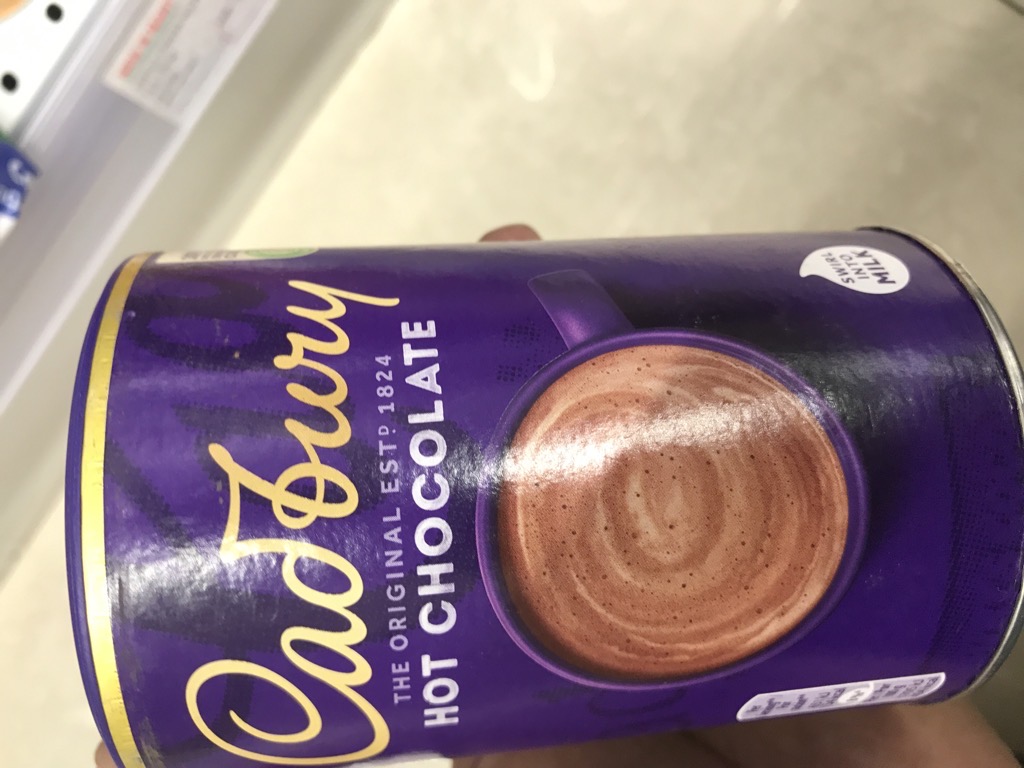 Cadbury
THE ORIGINAL ESTD. 1824
HOT CHOCOLATE
SWIRL
INTO
MILK